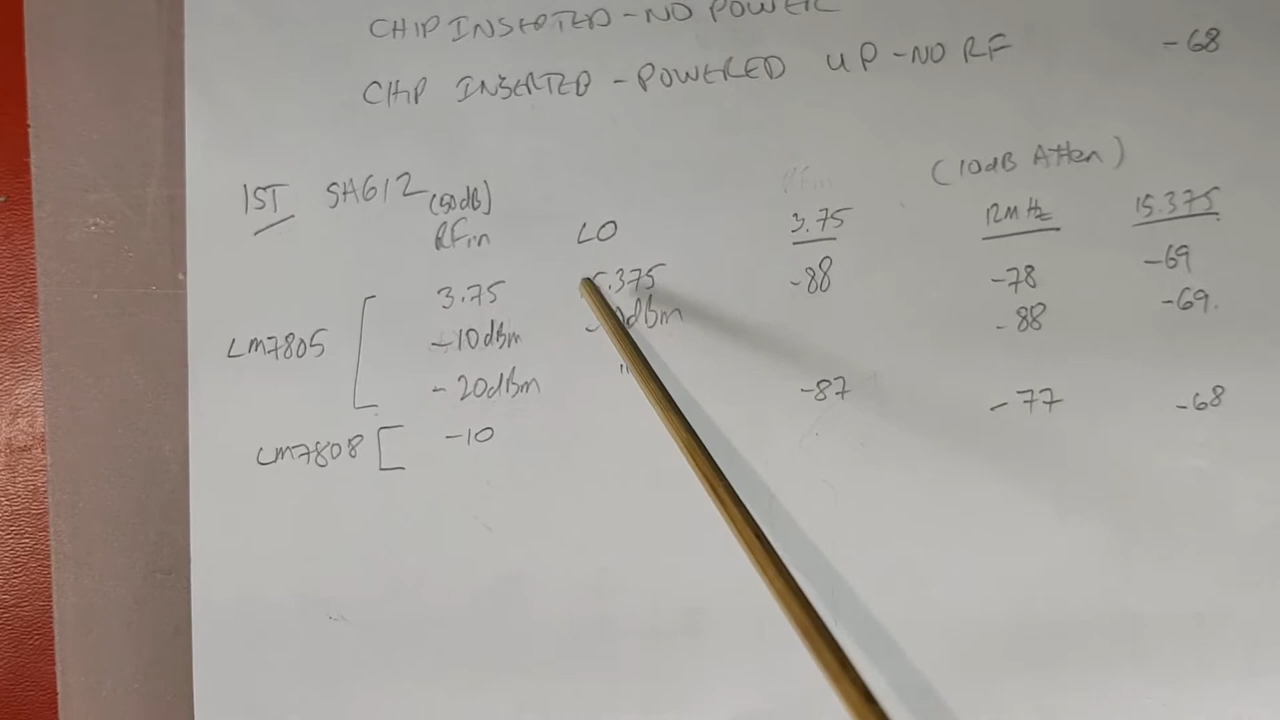 CHIP INSERTED - NO POWER
CHIP INSERTED - POWERED UP - NO RF -68
(10dB Atten)
1ST SA612 (50dB)
RFin LO 3.75 12MHz 15.375
3.75 .375 -88 -78 -69
-10dBm dBm -88 -69.
LM7805
-20dBm " -87 -77 -68
LM7808 [ -10